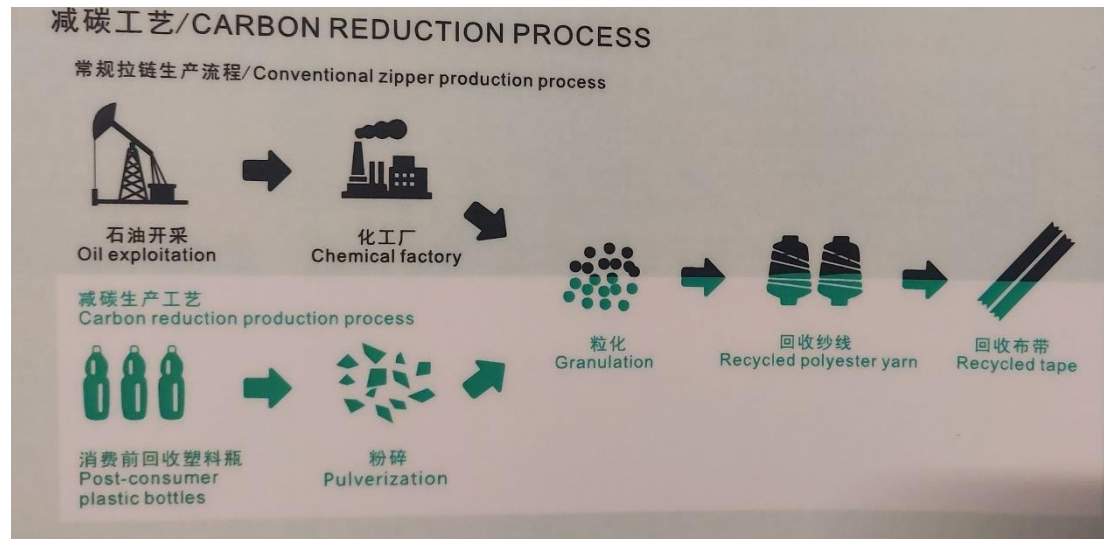 减碳工艺/CARBON REDUCTION PROCESS
常规拉链生产流程/Conventional zipper production process
石油开采
Oil exploitation
化工厂
Chemical factory
减碳生产工艺
Carbon reduction production process
粒化
Granulation
回收纱线
Recycled polyester yarn
回收布带
Recycled tape
消费前回收塑料瓶
Post-consumer
plastic bottles
粉碎
Pulverization